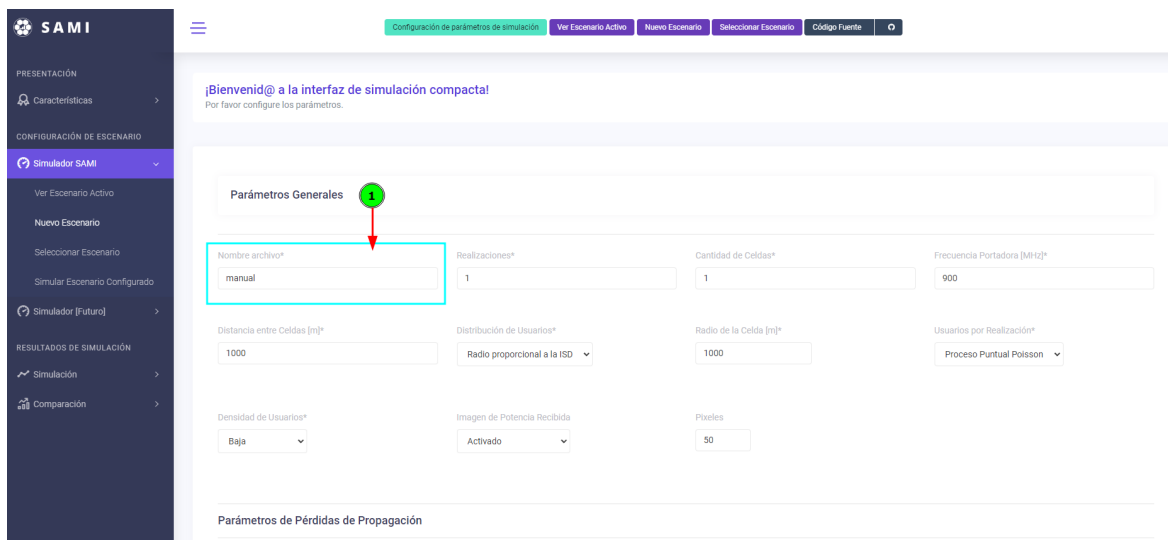 SAMI
Configuración de parámetros de simulación
Ver Escenario Activo
Nuevo Escenario
Seleccionar Escenario
Código Fuente
PRESENTACIÓN
Características
CONFIGURACIÓN DE ESCENARIO
Simulador SAMI
Ver Escenario Activo
Nuevo Escenario
Seleccionar Escenario
Simular Escenario Configurado
Simulador [Futuro]
RESULTADOS DE SIMULACIÓN
Simulación
Comparación
¡Bienvenid@ a la interfaz de simulación compacta!
Por favor configure los parámetros.
Parámetros Generales
1
Nombre archivo*
manual
Realizaciones*
1
Cantidad de Celdas*
1
Frecuencia Portadora [MHz]*
900
Distancia entre Celdas [m]*
1000
Distribución de Usuarios*
Radio proporcional a la ISD
Radio de la Celda [m]*
1000
Usuarios por Realización*
Proceso Puntual Poisson
Densidad de Usuarios*
Baja
Imagen de Potencia Recibida
Activado
Pixeles
50
Parámetros de Pérdidas de Propagación